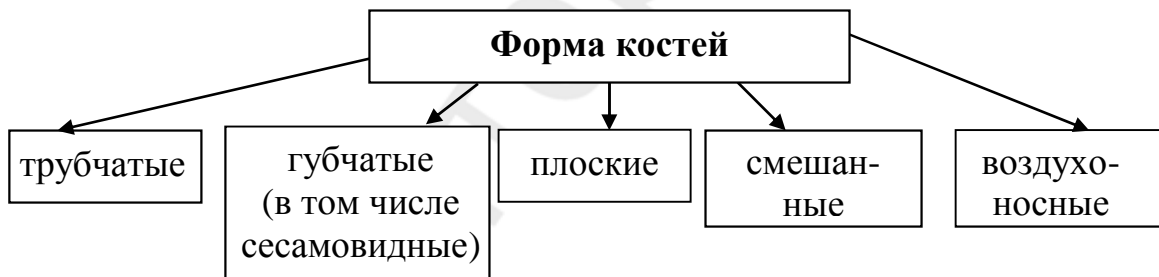 Форма костей
трубчатые
губчатые
(в том числе
сесамовидные)
плоские
смешан-
ные
воздухо-
носные